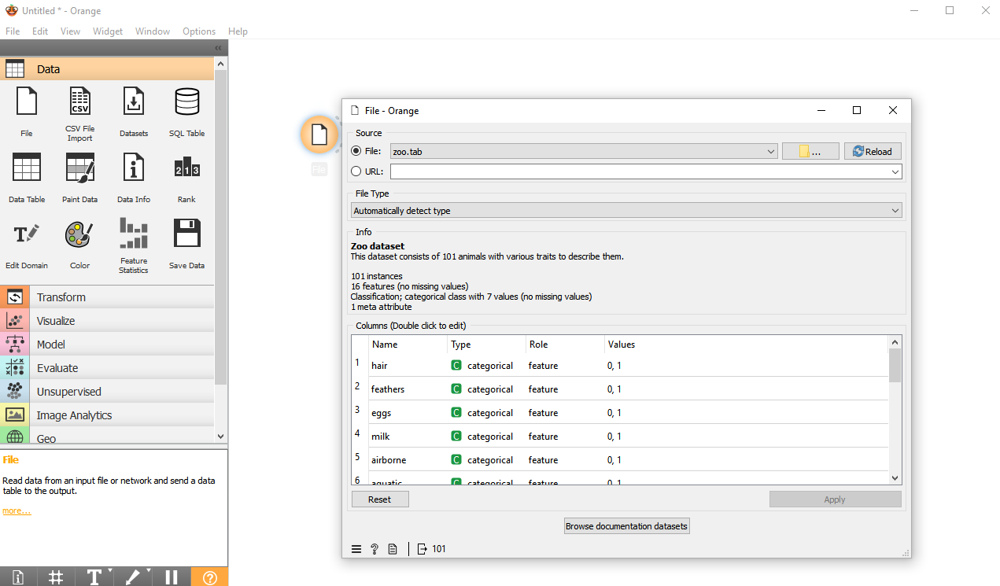 Untitled * - Orange
File Edit View Widget Window Options Help
Data
File
CSV File Import
Datasets
SQL Table
Data Table
Paint Data
Data Info
Rank
Edit Domain
Color
Feature Statistics
Save Data
Transform
Visualize
Model
Evaluate
Unsupervised
Image Analytics
Geo
File
Read data from an input file or network and send a data
table to the output.
more...
File
File - Orange
Source
File: zoo.tab ... Reload
URL:
File Type
Automatically detect type
Info
Zoo dataset
This dataset consists of 101 animals with various traits to describe them.
101 instances
16 features (no missing values)
Classification; categorical class with 7 values (no missing values)
1 meta attribute
Columns (Double click to edit)
Name Type Role Values
1 hair C categorical feature 0, 1
2 feathers C categorical feature 0, 1
3 eggs C categorical feature 0, 1
4 milk C categorical feature 0, 1
5 airborne C categorical feature 0, 1
6 aquatic C categorical feature 0, 1
Reset Apply
Browse documentation datasets
101